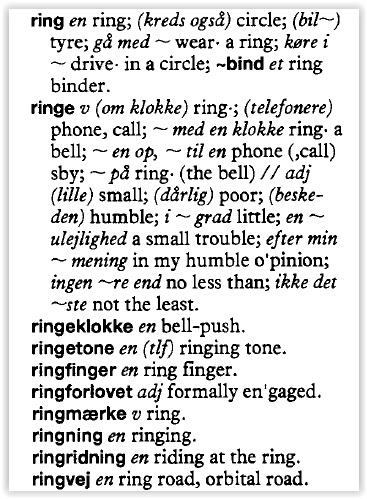 ring en ring; (kreds også) circle; (bil~)
tyre; gå med ~ wear· a ring; køre i
~ drive· in a circle; ~bind et ring
binder.
ringe v (om klokke) ring·; (telefonere)
phone, call; ~ med en klokke ring· a
bell; ~ en op, ~ til en phone (,call)
sby; ~ på ring· (the bell) // adj
(lille) small; (dårlig) poor; (beske-
den) humble; i ~ grad little; en ~
ulejlighed a small trouble; efter min
~ mening in my humble o'pinion;
ingen ~re end no less than; ikke det
~ste not the least.
ringeklokke en bell-push.
ringetone en (tlf) ringing tone.
ringfinger en ring finger.
ringforlovet adj formally en'gaged.
ringmærke v ring.
ringning en ringing.
ringridning en riding at the ring.
ringvej en ring road, orbital road.